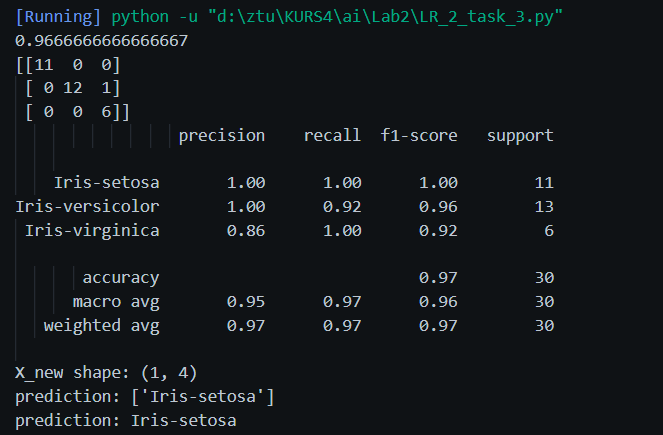 [Running] python -u "d:\ztu\KURS4\ai\Lab2\LR_2_task_3.py"
0.9666666666666667
[[11  0  0]
 [ 0 12  1]
 [ 0  0  6]]
                 precision    recall  f1-score   support

    Iris-setosa       1.00      1.00      1.00        11
Iris-versicolor       1.00      0.92      0.96        13
 Iris-virginica       0.86      1.00      0.92         6

       accuracy                           0.97        30
      macro avg       0.95      0.97      0.96        30
   weighted avg       0.97      0.97      0.97        30

X_new shape: (1, 4)
prediction: ['Iris-setosa']
prediction: Iris-setosa